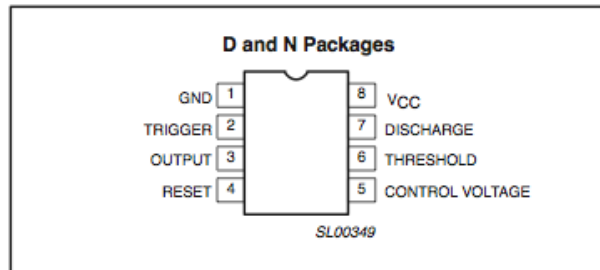 D and N Packages
GND 1 8 VCC
TRIGGER 2 7 DISCHARGE
OUTPUT 3 6 THRESHOLD
RESET 4 5 CONTROL VOLTAGE
SL00349